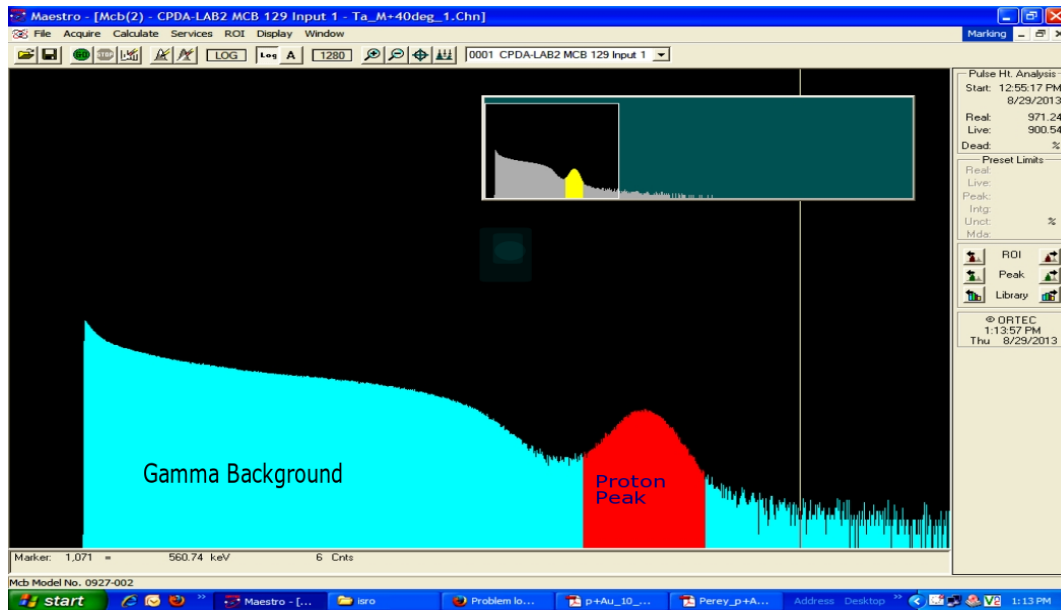 Maestro - [Mcb(2) - CPDA-LAB2 MCB 129 Input 1 - Ta_M+40deg_1.Chn]
File Acquire Calculate Services ROI Display Window
Marking
LOG Log A 1280 0001 CPDA-LAB2 MCB 129 Input 1
Pulse Ht. Analysis
Start: 12:55:17 PM
8/29/2013
Real: 971.24
Live: 900.54
Dead: %
Preset Limits
Real:
Live:
Peak:
Intg:
Unct: %
Mda:
ROI
Peak
Library
© ORTEC
1:13:57 PM
Thu 8/29/2013
Gamma Background
Proton
Peak
Marker: 1,071 = 560.74 keV 6 Cnts
Mcb Model No. 0927-002
start
Maestro - [...
isro
Problem lo...
p+Au_10_...
Perey_p+A...
Address
Desktop
1:13 PM